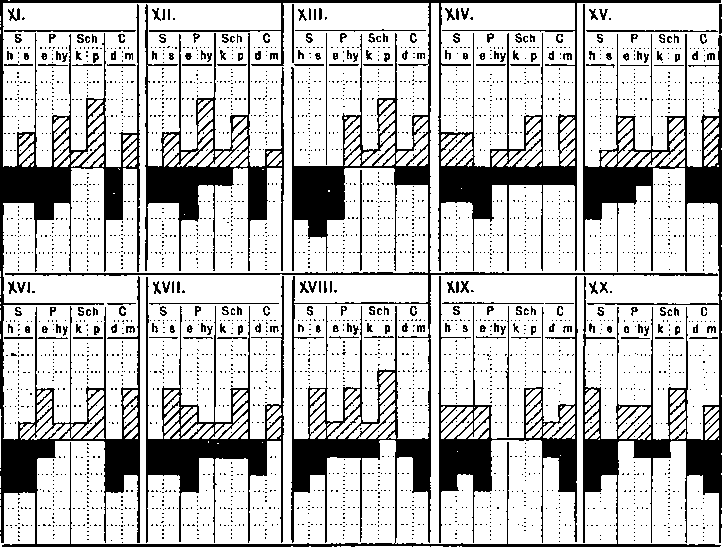 XI. XII. XIII. XIV. XV.
S P Sch C S P Sch C S P Sch C S P Sch C S P Sch C
h s e hy k p d m h s e hy k p d m h s e hy k p d m h s e hy k p d m h s e hy k p d m
XVI. XVII. XVIII. XIX. XX.
S P Sch C S P Sch C S P Sch C S P Sch C S P Sch C
h s e hy k p d m h s e hy k p d m h s e hy k p d m h s e hy k p d m h s e hy k p d m